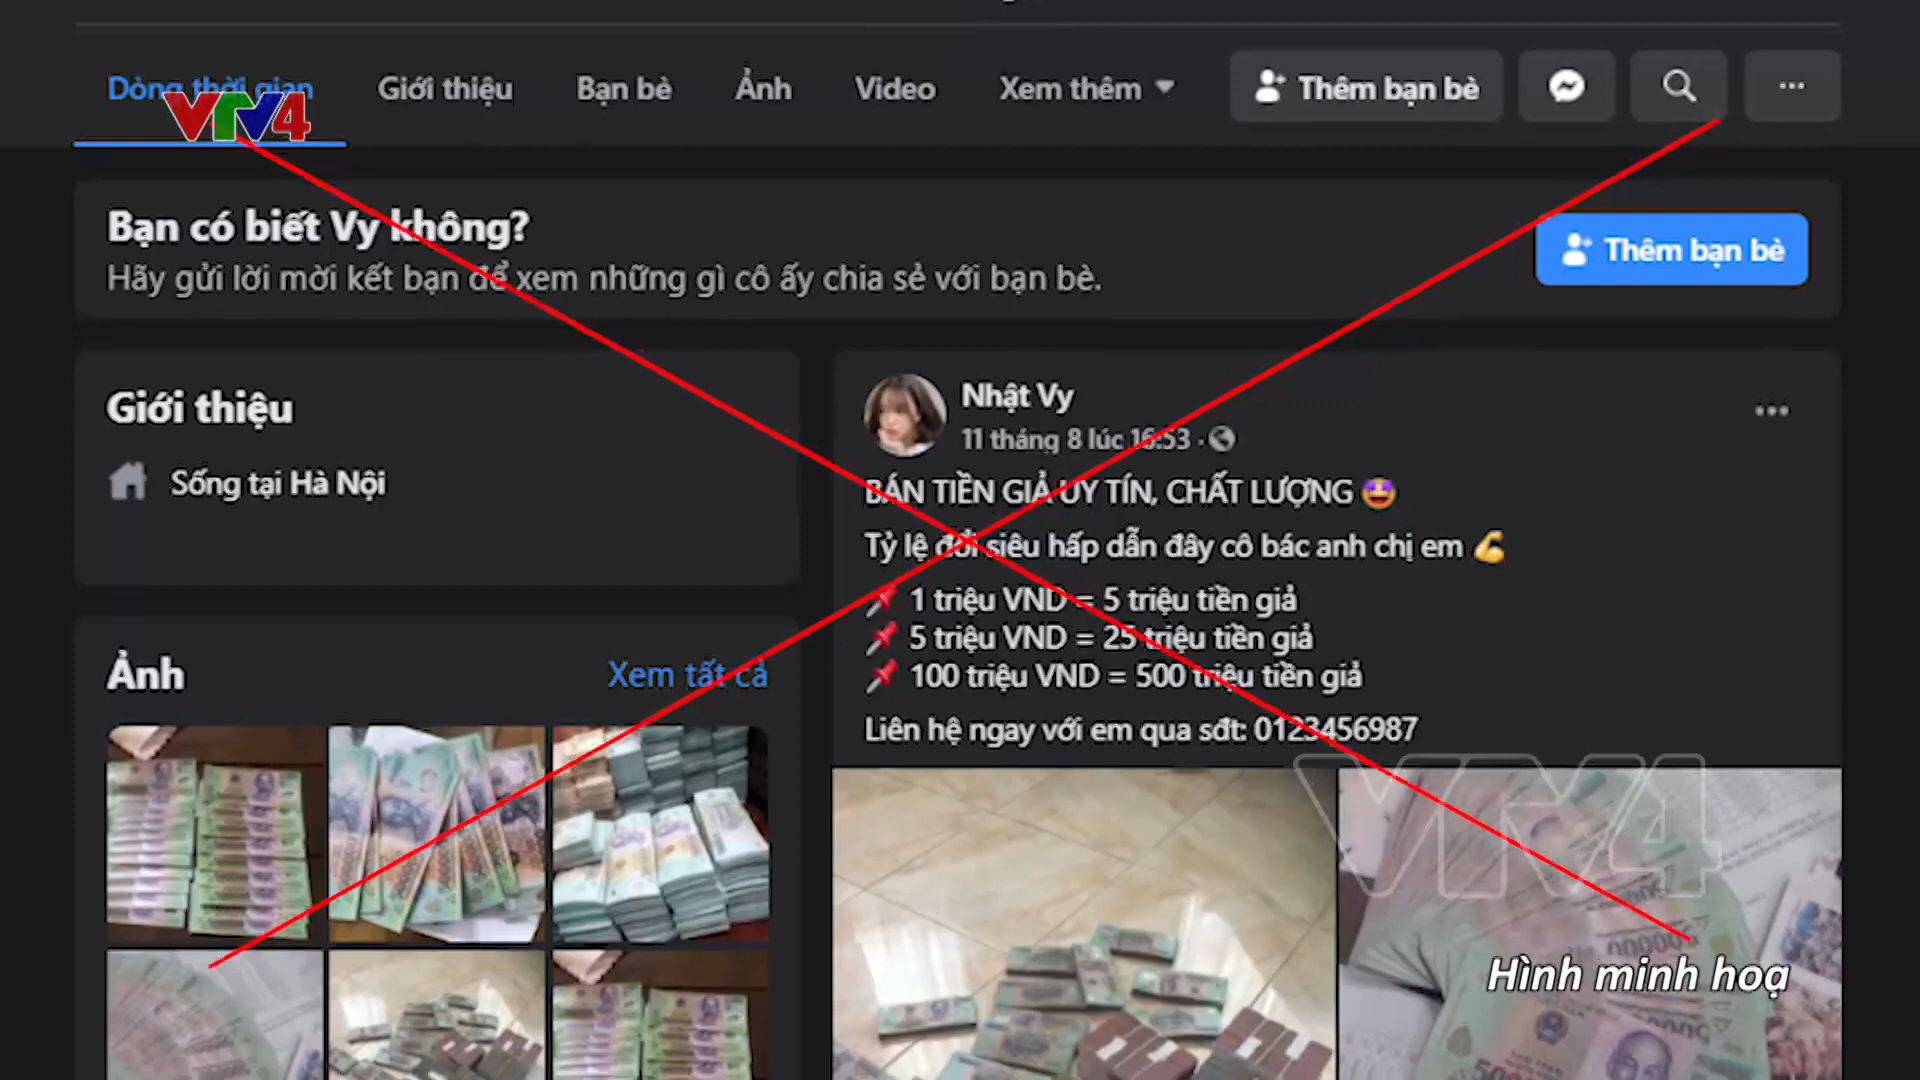 Dòng thời gian
Giới thiệu
Bạn bè
Ảnh
Video
Xem thêm
Thêm bạn bè
VTV4
Bạn có biết Vy không?
Hãy gửi lời mời kết bạn để xem những gì cô ấy chia sẻ với bạn bè.
Thêm bạn bè
Giới thiệu
Sống tại Hà Nội
Ảnh
Xem tất cả
Nhật Vy
11 tháng 8 lúc 16:53 ·
BÁN TIỀN GIẢ UY TÍN, CHẤT LƯỢNG 🤩
Tỷ lệ đổi siêu hấp dẫn đây cô bác anh chị em 💪
📌 1 triệu VND = 5 triệu tiền giả
📌 5 triệu VND = 25 triệu tiền giả
📌 100 triệu VND = 500 triệu tiền giả
Liên hệ ngay với em qua sđt: 0123456987
VTV4
Hình minh hoạ